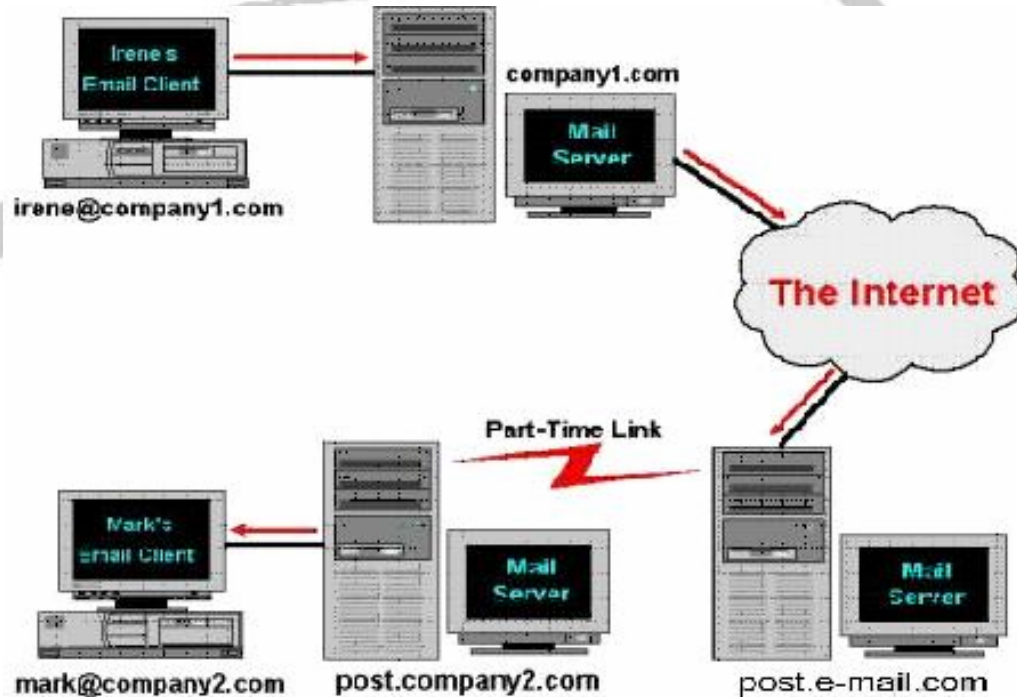 Irene's
Email Client
irene@company1.com
company1.com
Mail
Server
The Internet
Part-Time Link
Mark's
Email Client
mark@company2.com
Mail
Server
post.company2.com
Mail
Server
post.e-mail.com